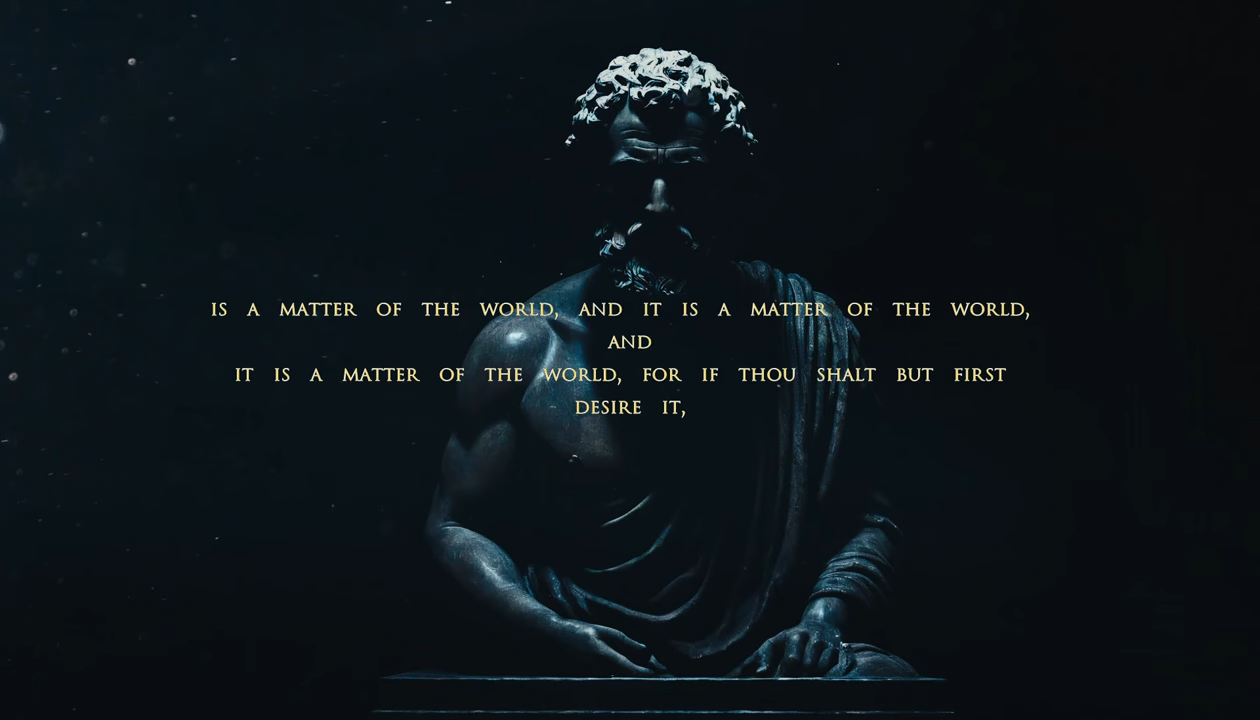 IS A MATTER OF THE WORLD, AND IT IS A MATTER OF THE WORLD,
AND
IT IS A MATTER OF THE WORLD, FOR IF THOU SHALT BUT FIRST
DESIRE IT,